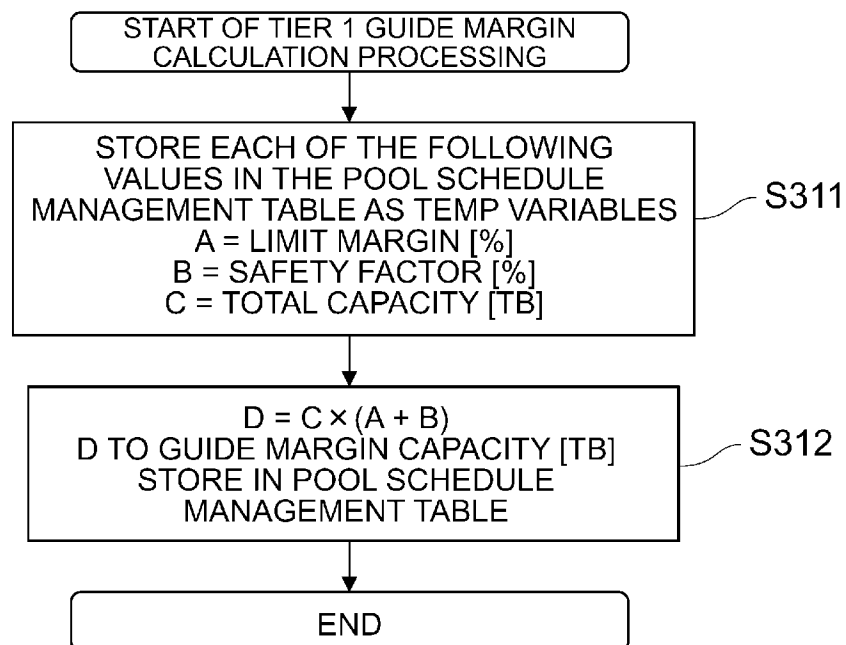 START OF TIER 1 GUIDE MARGIN
CALCULATION PROCESSING
STORE EACH OF THE FOLLOWING
VALUES IN THE POOL SCHEDULE
MANAGEMENT TABLE AS TEMP VARIABLES
A = LIMIT MARGIN [%]
B = SAFETY FACTOR [%]
C = TOTAL CAPACITY [TB]
S311
D = C × (A + B)
D TO GUIDE MARGIN CAPACITY [TB]
STORE IN POOL SCHEDULE
MANAGEMENT TABLE
S312
END